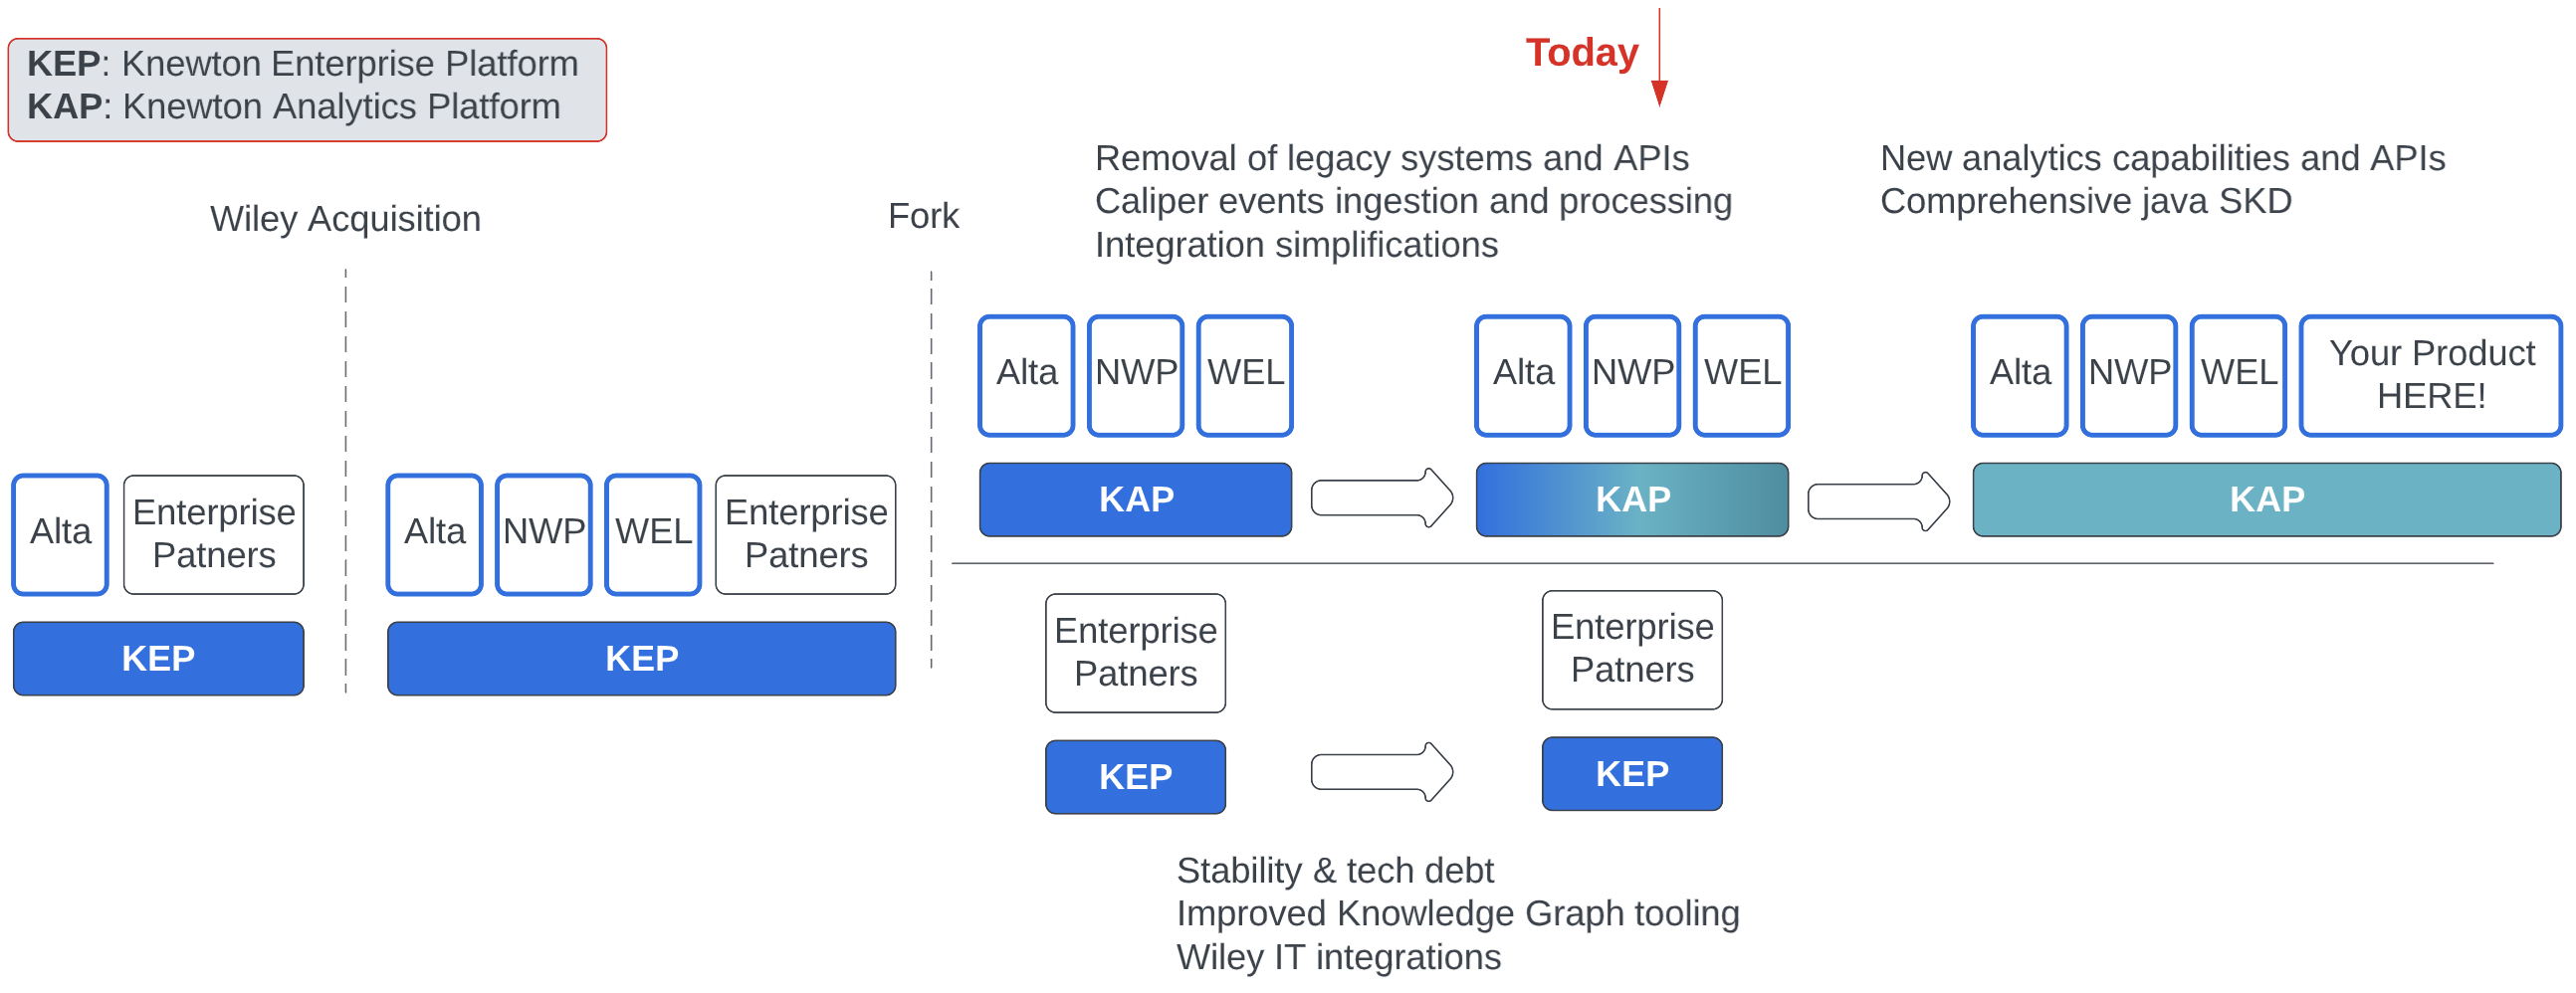 KEP: Knewton Enterprise Platform
KAP: Knewton Analytics Platform
Today
Wiley Acquisition
Fork
Removal of legacy systems and APIs
Caliper events ingestion and processing
Integration simplifications
New analytics capabilities and APIs
Comprehensive java SKD
Alta
Enterprise
Patners
KEP
Alta
NWP
WEL
Enterprise
Patners
KEP
Alta
NWP
WEL
KAP
Alta
NWP
WEL
KAP
Alta
NWP
WEL
Your Product
HERE!
KAP
Enterprise
Patners
KEP
Enterprise
Patners
KEP
Stability & tech debt
Improved Knowledge Graph tooling
Wiley IT integrations